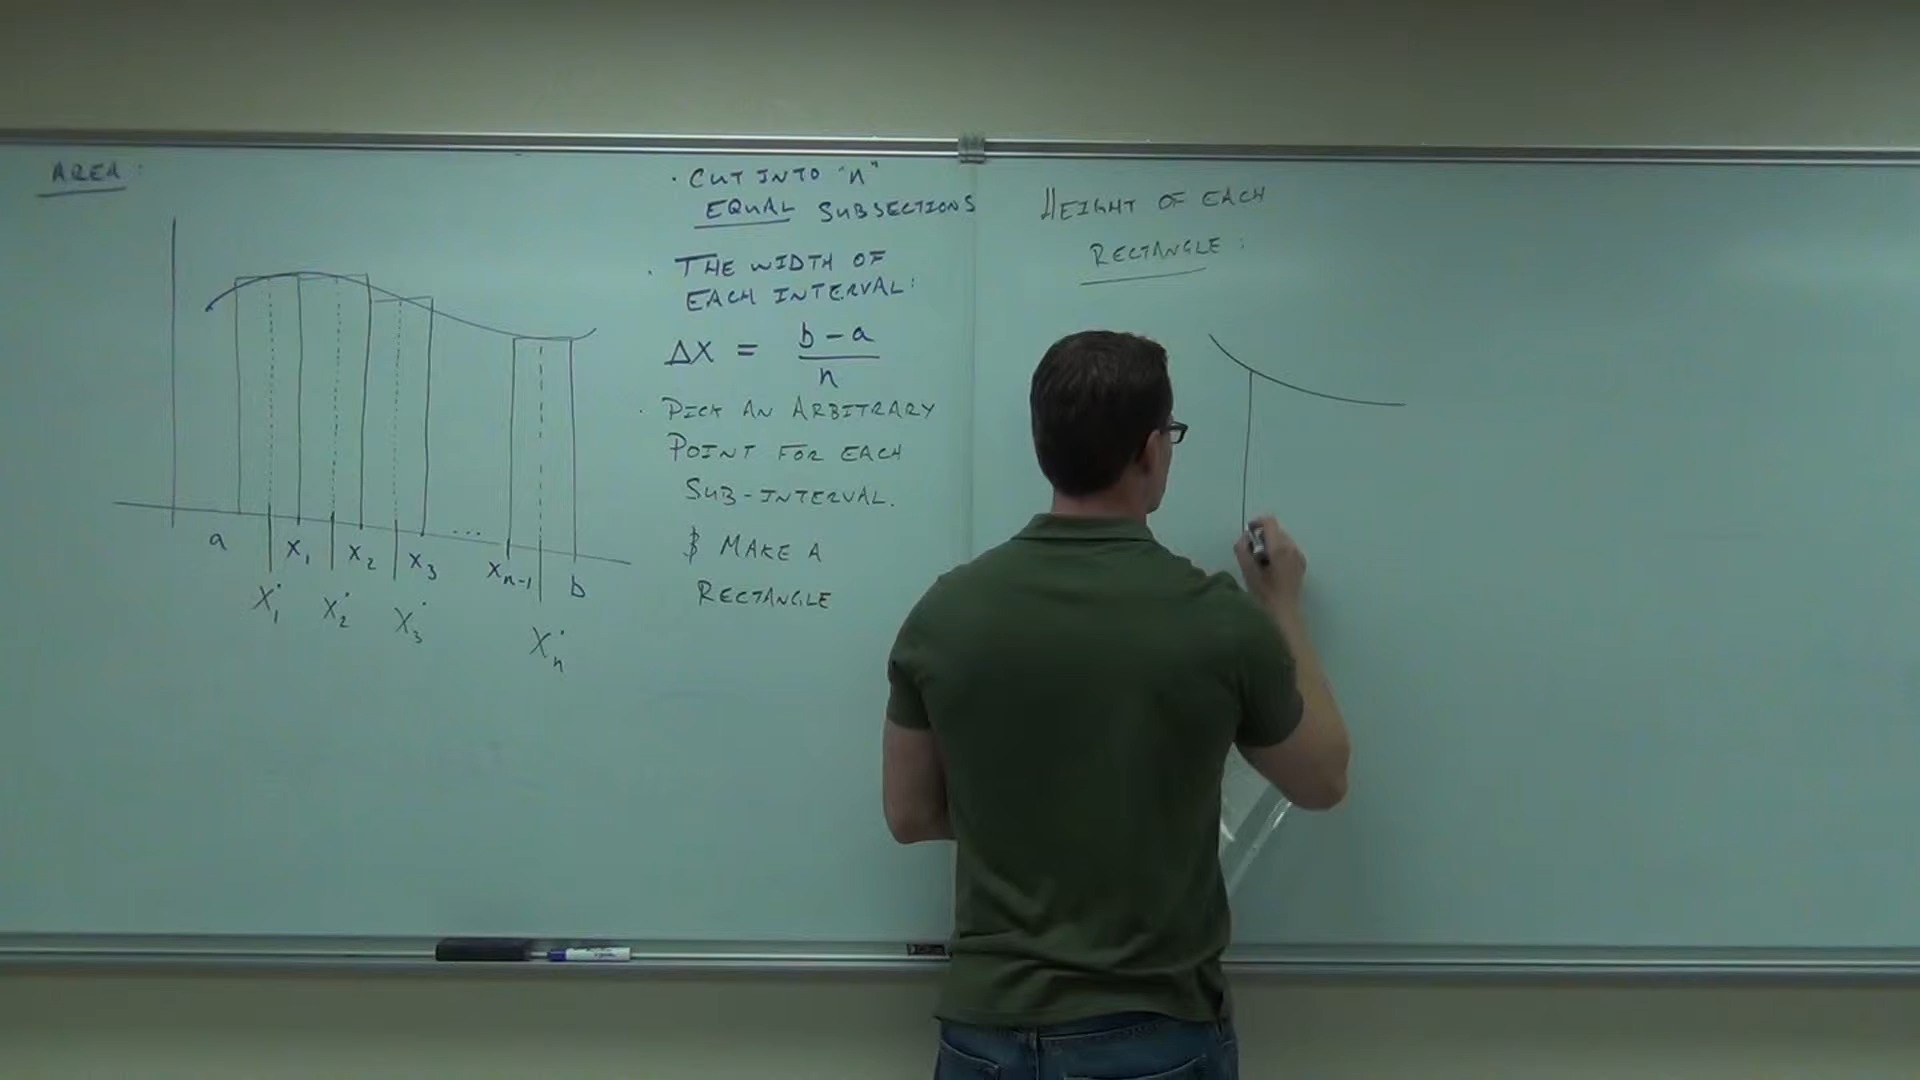 AREA:
a
x₁
x₂
x₃
...
xₙ₋₁
b
x₁*
x₂*
x₃*
xₙ*
· CUT INTO "n"
EQUAL SUBSECTIONS
· THE WIDTH OF
EACH INTERVAL:
Δx = b - a
n
· PICK AN ARBITRARY
POINT FOR EACH
SUB-INTERVAL.
& MAKE A
RECTANGLE
HEIGHT OF EACH
RECTANGLE: